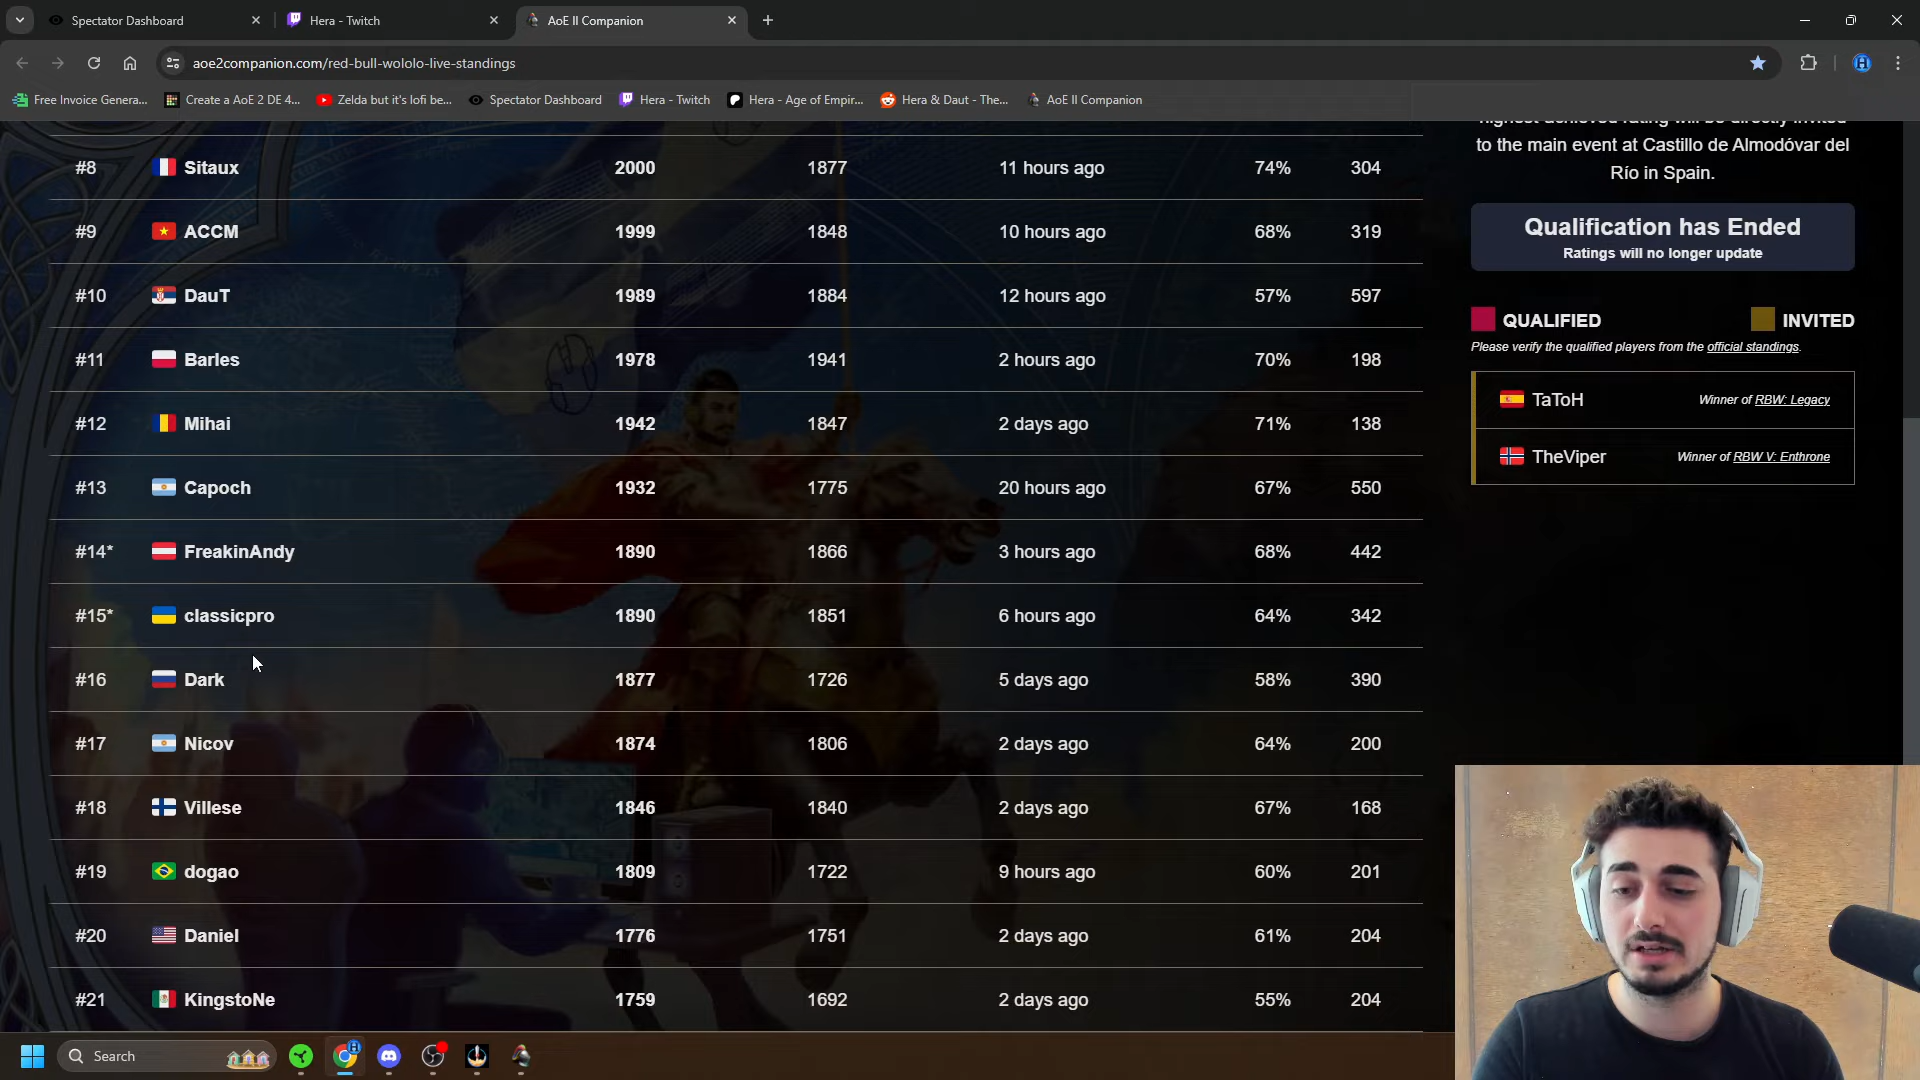 Spectator Dashboard
Hera - Twitch
AoE II Companion
aoe2companion.com/red-bull-wololo-live-standings
Free Invoice Genera...
Create a AoE 2 DE 4...
Zelda but it's lofi be...
Spectator Dashboard
Hera - Twitch
Hera - Age of Empir...
Hera & Daut - The...
AoE II Companion
#8 Sitaux 2000 1877 11 hours ago 74% 304
#9 ACCM 1999 1848 10 hours ago 68% 319
#10 DauT 1989 1884 12 hours ago 57% 597
#11 Barles 1978 1941 2 hours ago 70% 198
#12 Mihai 1942 1847 2 days ago 71% 138
#13 Capoch 1932 1775 20 hours ago 67% 550
#14* FreakinAndy 1890 1866 3 hours ago 68% 442
#15* classicpro 1890 1851 6 hours ago 64% 342
#16 Dark 1877 1726 5 days ago 58% 390
#17 Nicov 1874 1806 2 days ago 64% 200
#18 Villese 1846 1840 2 days ago 67% 168
#19 dogao 1809 1722 9 hours ago 60% 201
#20 Daniel 1776 1751 2 days ago 61% 204
#21 KingstoNe 1759 1692 2 days ago 55% 204
highest achieved rating will be directly invited
to the main event at Castillo de Almodóvar del
Río in Spain.
Qualification has Ended
Ratings will no longer update
QUALIFIED INVITED
Please verify the qualified players from the official standings.
TaToH Winner of RBW: Legacy
TheViper Winner of RBW V: Enthrone
Search